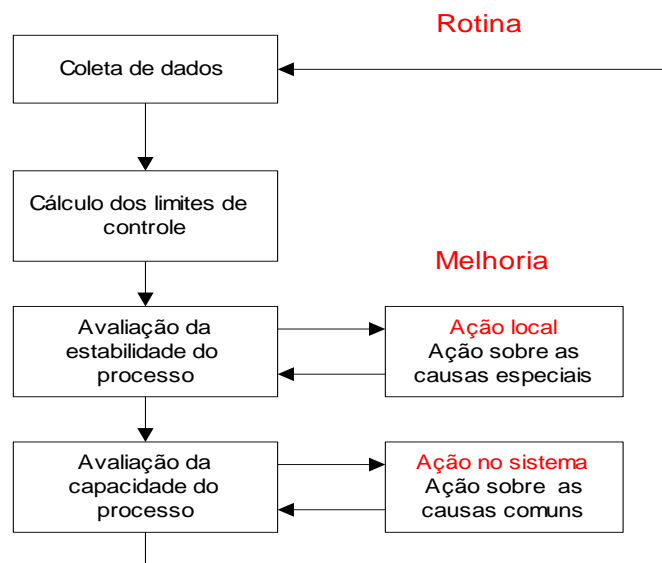 Rotina
Coleta de dados
Cálculo dos limites de
controle
Melhoria
Avaliação da
estabilidade do
processo
Ação local
Ação sobre as
causas especiais
Avaliação da
capacidade do
processo
Ação no sistema
Ação sobre as
causas comuns